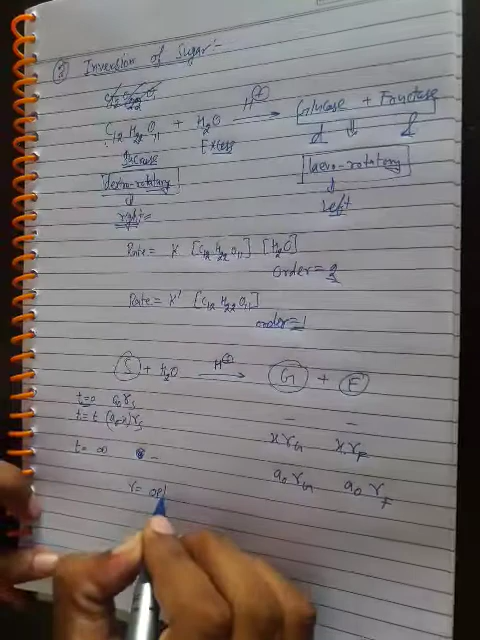 ② Inversion of Sugar:-
C12 H22 O11 + H2O H⊕ → Glucose + Fructose
Sucrose Excess d l
dextro-rotatory laevo-rotatory
right left
Rate = K [C12 H22 O11] [H2O]
order = 2
Rate = K' [C12 H22 O11]
order = 1
S + H2O H⊕ → G + F
t=0 a0 rs -
t=t (a0-x) rs x rG x rF
t=∞ - a0 rG a0 rF
r = opt